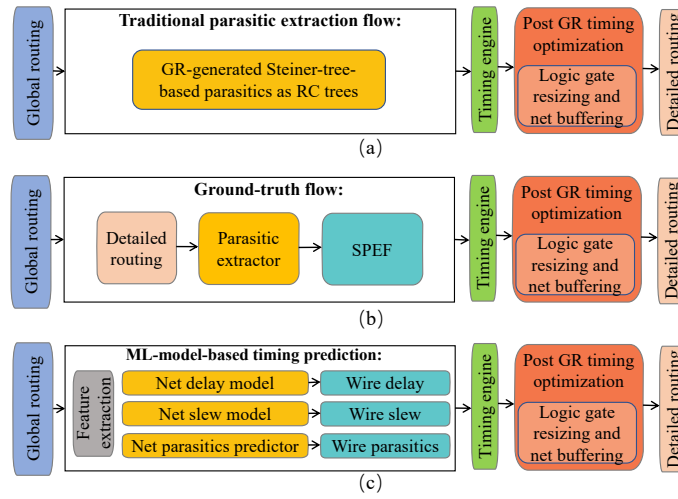 Global routing
Traditional parasitic extraction flow:
GR-generated Steiner-tree-
based parasitics as RC trees
Timing engine
Post GR timing
optimization
Logic gate
resizing and
net buffering
Detailed routing
(a)
Global routing
Ground-truth flow:
Detailed
routing
Parasitic
extractor
SPEF
Timing engine
Post GR timing
optimization
Logic gate
resizing and
net buffering
Detailed routing
(b)
Global routing
ML-model-based timing prediction:
Feature
extraction
Net delay model
Wire delay
Net slew model
Wire slew
Net parasitics predictor
Wire parasitics
Timing engine
Post GR timing
optimization
Logic gate
resizing and
net buffering
Detailed routing
(c)